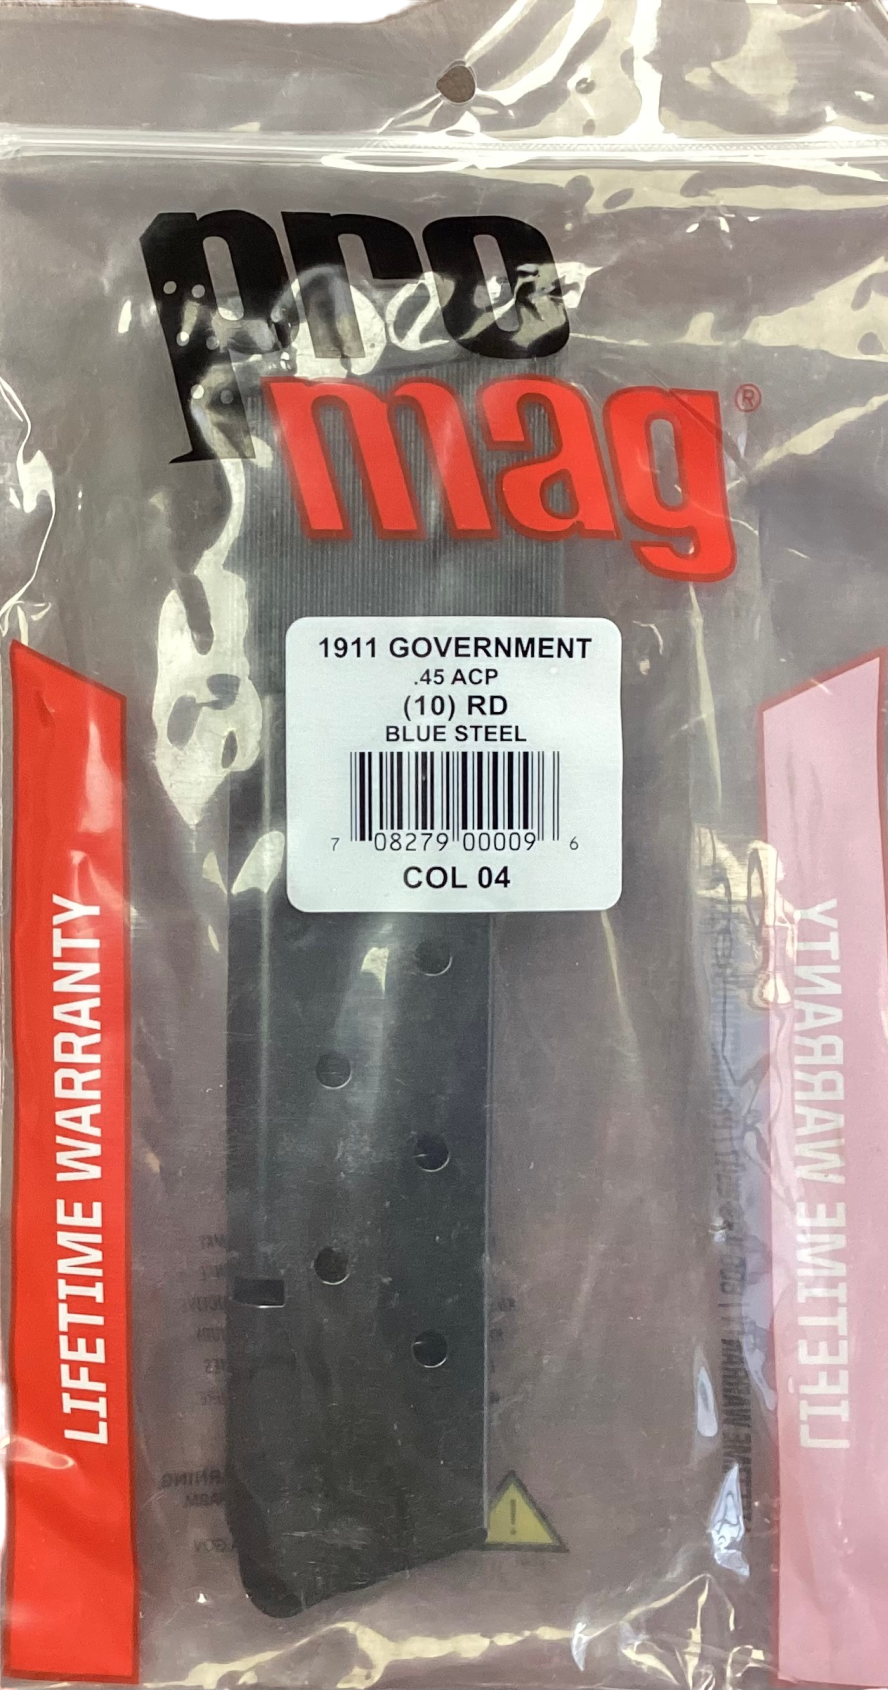 pro
mag®
1911 GOVERNMENT
.45 ACP
(10) RD
BLUE STEEL
7 08279 00009 6
COL 04
LIFETIME WARRANTY
LIFETIME WARRANTY